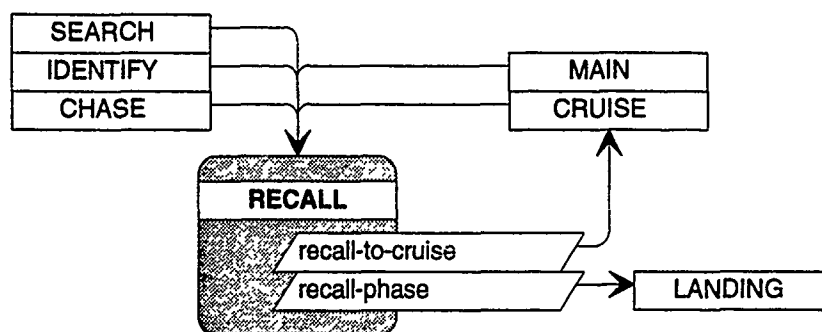 SEARCH
IDENTIFY
CHASE
MAIN
CRUISE
RECALL
recall-to-cruise
recall-phase
LANDING